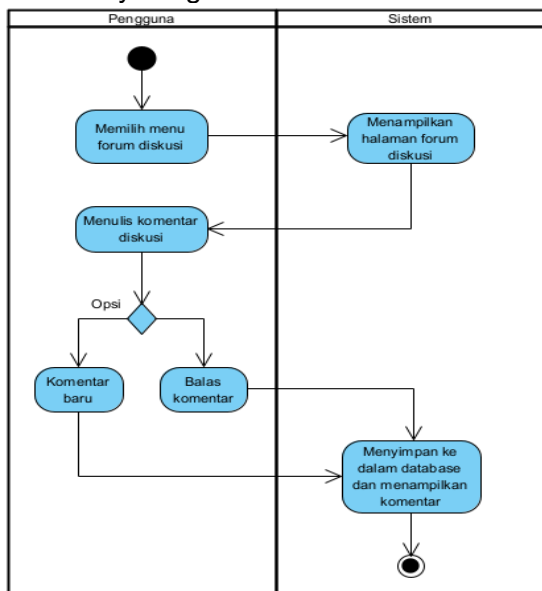 Pengguna
Sistem
Memilih menu
forum diskusi
Menampilkan
halaman forum
diskusi
Menulis komentar
diskusi
Opsi
Komentar
baru
Balas
komentar
Menyimpan ke
dalam database
dan menampilkan
komentar